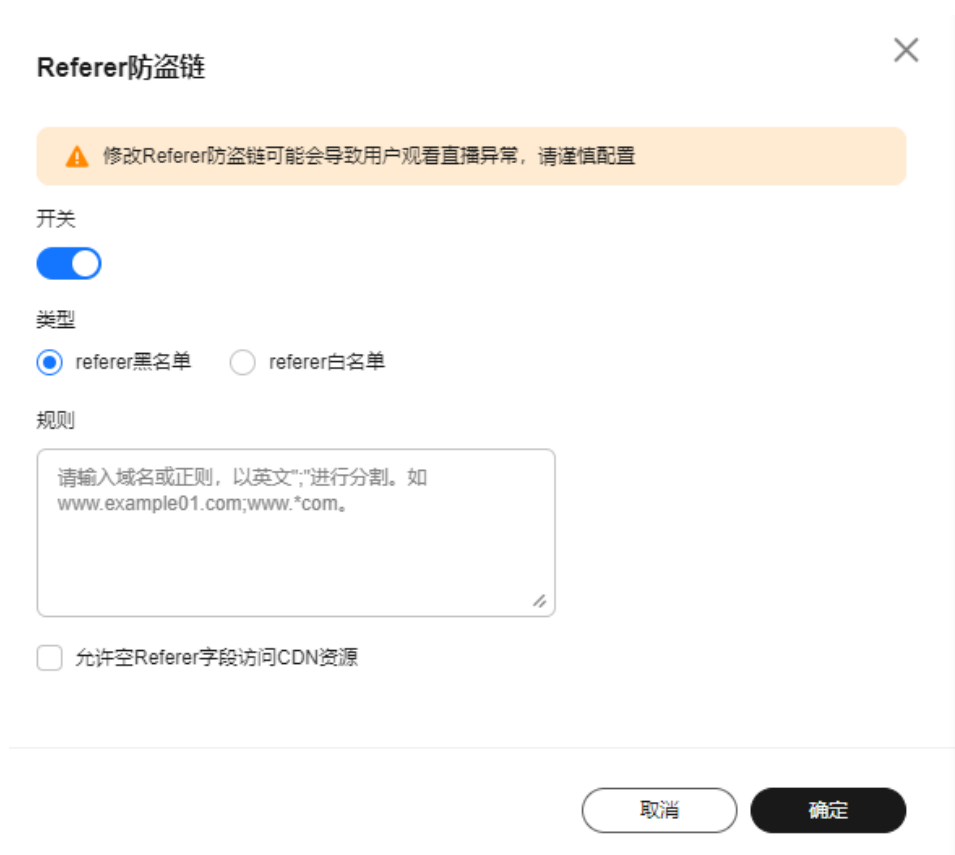 Referer防盗链
修改Referer防盗链可能会导致用户观看直播异常，请谨慎配置
开关
类型
referer黑名单
referer白名单
规则
请输入域名或正则，以英文";"进行分割。如
www.example01.com;www.*com。
允许空Referer字段访问CDN资源
取消
确定